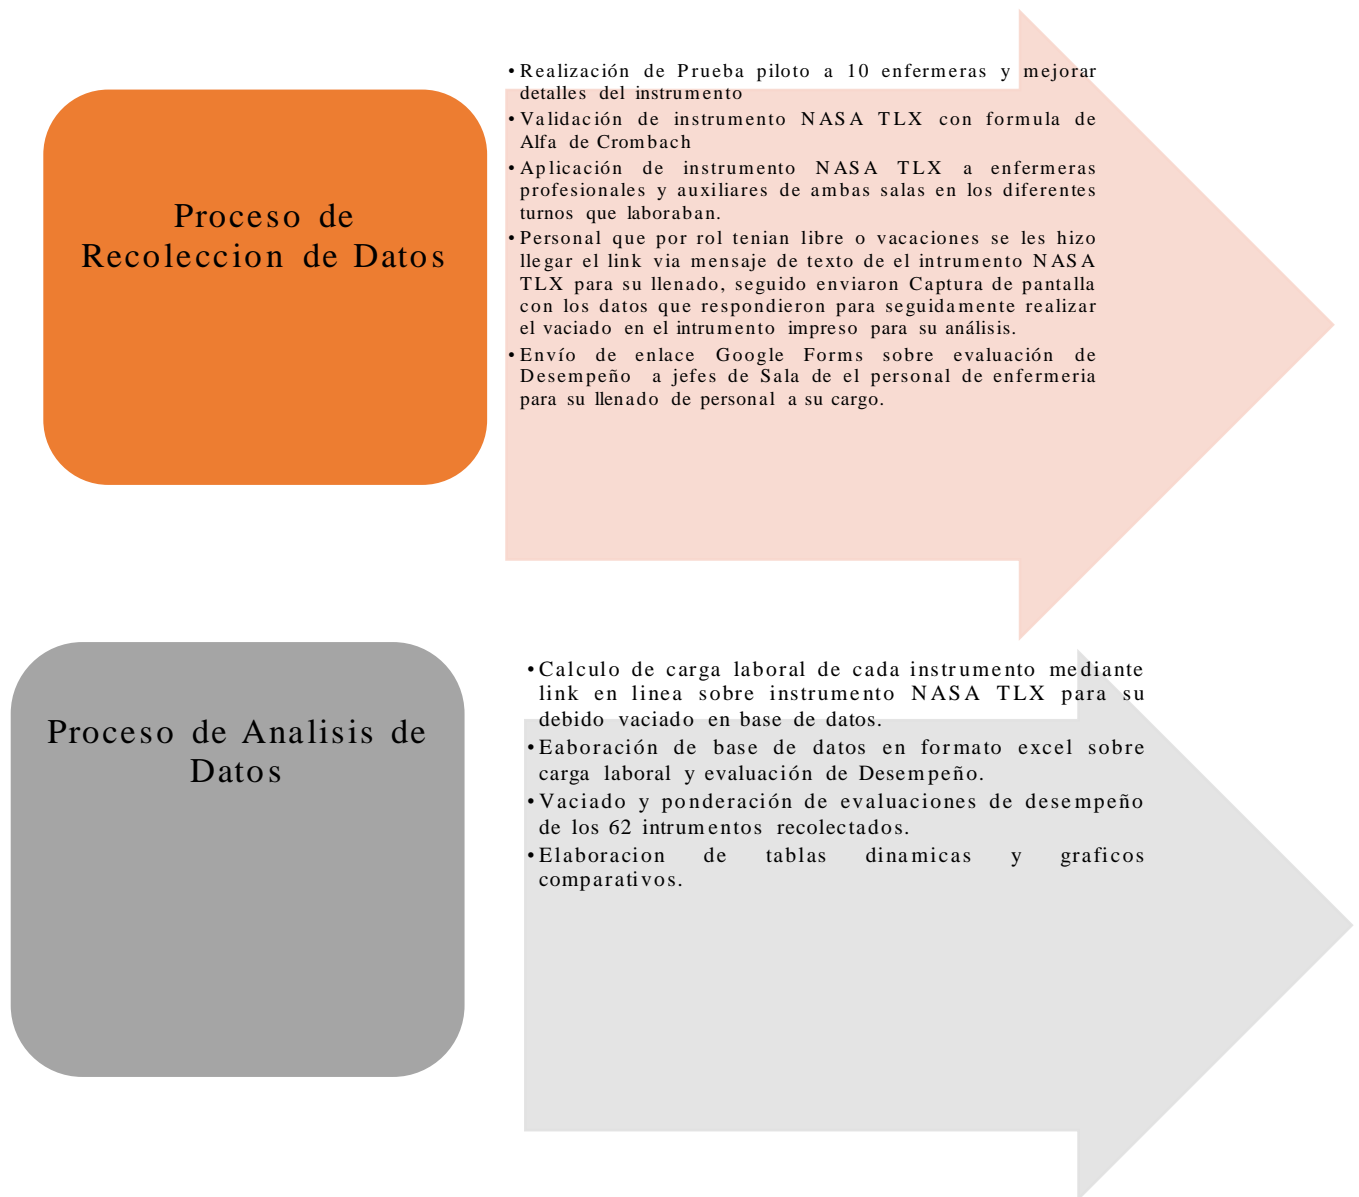 Proceso de
Recoleccion de Datos
• Realización de Prueba piloto a 10 enfermeras y mejorar
detalles del instrumento
• Validación de instrumento NASA TLX con formula de
Alfa de Crombach
• Aplicación de instrumento NASA TLX a enfermeras
profesionales y auxiliares de ambas salas en los diferentes
turnos que laboraban.
• Personal que por rol tenian libre o vacaciones se les hizo
llegar el link via mensaje de texto de el intrumento NASA
TLX para su llenado, seguido enviaron Captura de pantalla
con los datos que respondieron para seguidamente realizar
el vaciado en el intrumento impreso para su análisis.
• Envío de enlace Google Forms sobre evaluación de
Desempeño a jefes de Sala de el personal de enfermeria
para su llenado de personal a su cargo.
Proceso de Analisis de
Datos
• Calculo de carga laboral de cada instrumento mediante
link en linea sobre instrumento NASA TLX para su
debido vaciado en base de datos.
• Eaboración de base de datos en formato excel sobre
carga laboral y evaluación de Desempeño.
• Vaciado y ponderación de evaluaciones de desempeño
de los 62 intrumentos recolectados.
• Elaboracion de tablas dinamicas y graficos
comparativos.